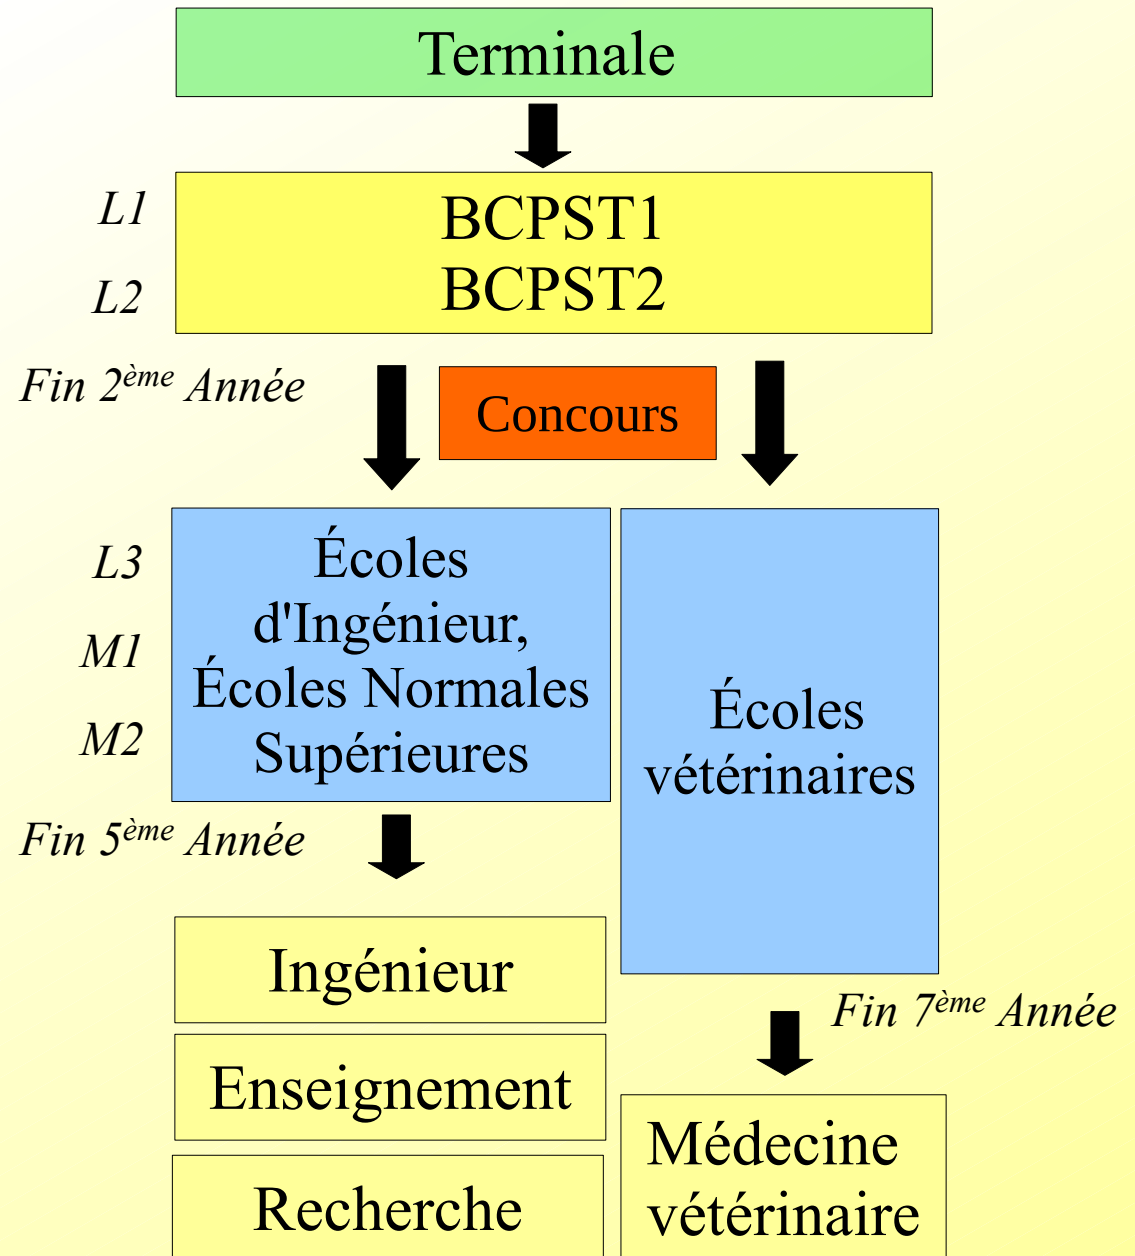 Terminale
L1
BCPST1
L2
BCPST2
Fin 2ème Année
Concours
L3
M1
M2
Écoles
d'Ingénieur,
Écoles Normales
Supérieures
Écoles
vétérinaires
Fin 5ème Année
Ingénieur
Enseignement
Recherche
Fin 7ème Année
Médecine
vétérinaire